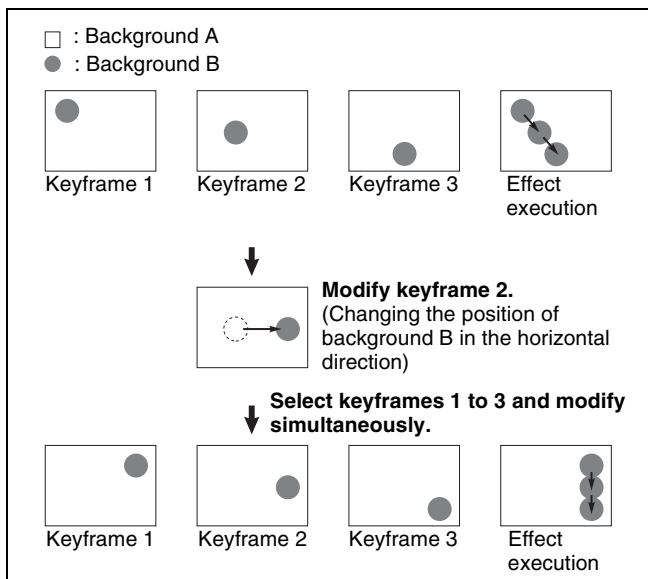 : Background A
: Background B
Keyframe 1
Keyframe 2
Keyframe 3
Effect
execution
Modify keyframe 2.
(Changing the position of
background B in the horizontal
direction)
Select keyframes 1 to 3 and modify
simultaneously.
Keyframe 1
Keyframe 2
Keyframe 3
Effect
execution